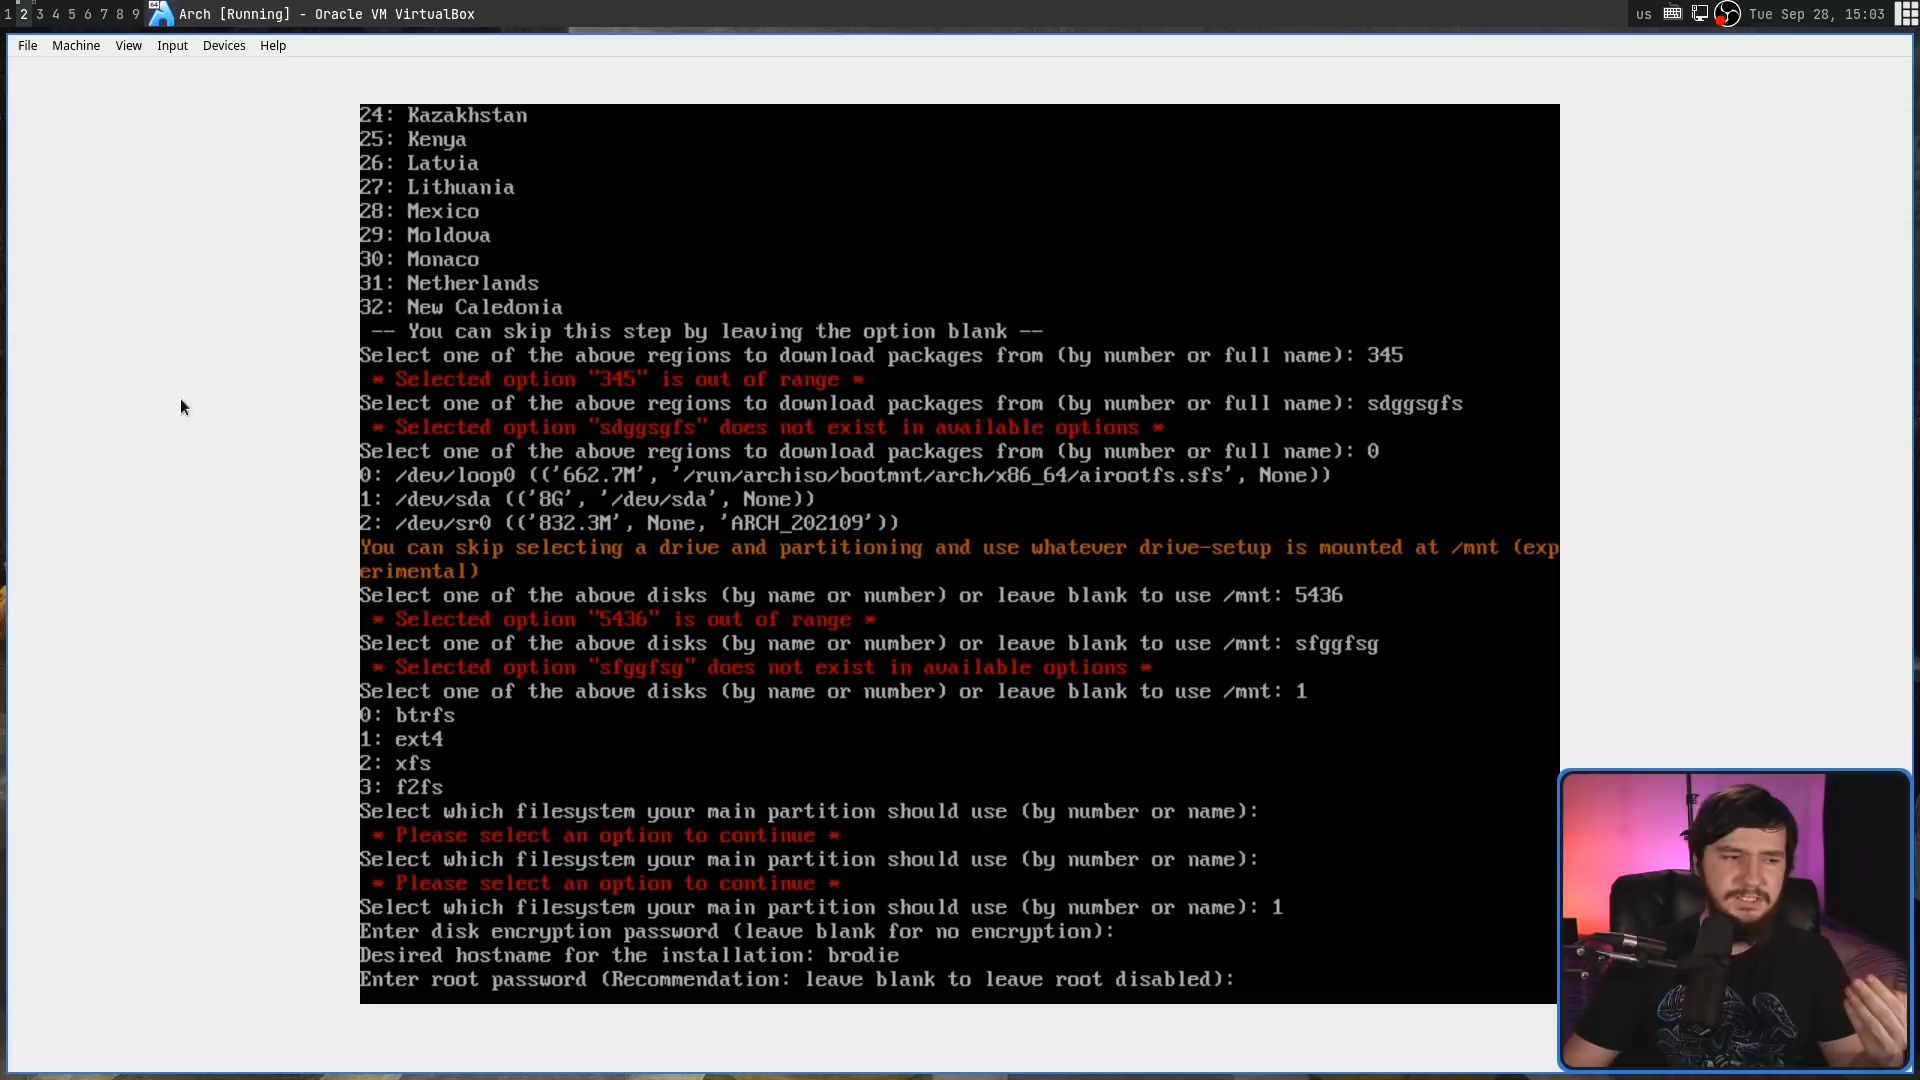 1 2 3 4 5 6 7 8 9 Arch [Running] - Oracle VM VirtualBox us Tue Sep 28, 15:03
File Machine View Input Devices Help
24: Kazakhstan
25: Kenya
26: Latvia
27: Lithuania
28: Mexico
29: Moldova
30: Monaco
31: Netherlands
32: New Caledonia
-- You can skip this step by leaving the option blank --
Select one of the above regions to download packages from (by number or full name): 345
* Selected option "345" is out of range *
Select one of the above regions to download packages from (by number or full name): sdggsgfs
* Selected option "sdggsgfs" does not exist in available options *
Select one of the above regions to download packages from (by number or full name): 0
0: /dev/loop0 (('662.7M', '/run/archiso/bootmnt/arch/x86_64/airootfs.sfs', None))
1: /dev/sda (('8G', '/dev/sda', None))
2: /dev/sr0 (('832.3M', None, 'ARCH_202109'))
You can skip selecting a drive and partitioning and use whatever drive-setup is mounted at /mnt (exp
erimental)
Select one of the above disks (by name or number) or leave blank to use /mnt: 5436
* Selected option "5436" is out of range *
Select one of the above disks (by name or number) or leave blank to use /mnt: sfggfsg
* Selected option "sfggfsg" does not exist in available options *
Select one of the above disks (by name or number) or leave blank to use /mnt: 1
0: btrfs
1: ext4
2: xfs
3: f2fs
Select which filesystem your main partition should use (by number or name):
* Please select an option to continue *
Select which filesystem your main partition should use (by number or name):
* Please select an option to continue *
Select which filesystem your main partition should use (by number or name): 1
Enter disk encryption password (leave blank for no encryption):
Desired hostname for the installation: brodie
Enter root password (Recommendation: leave blank to leave root disabled):